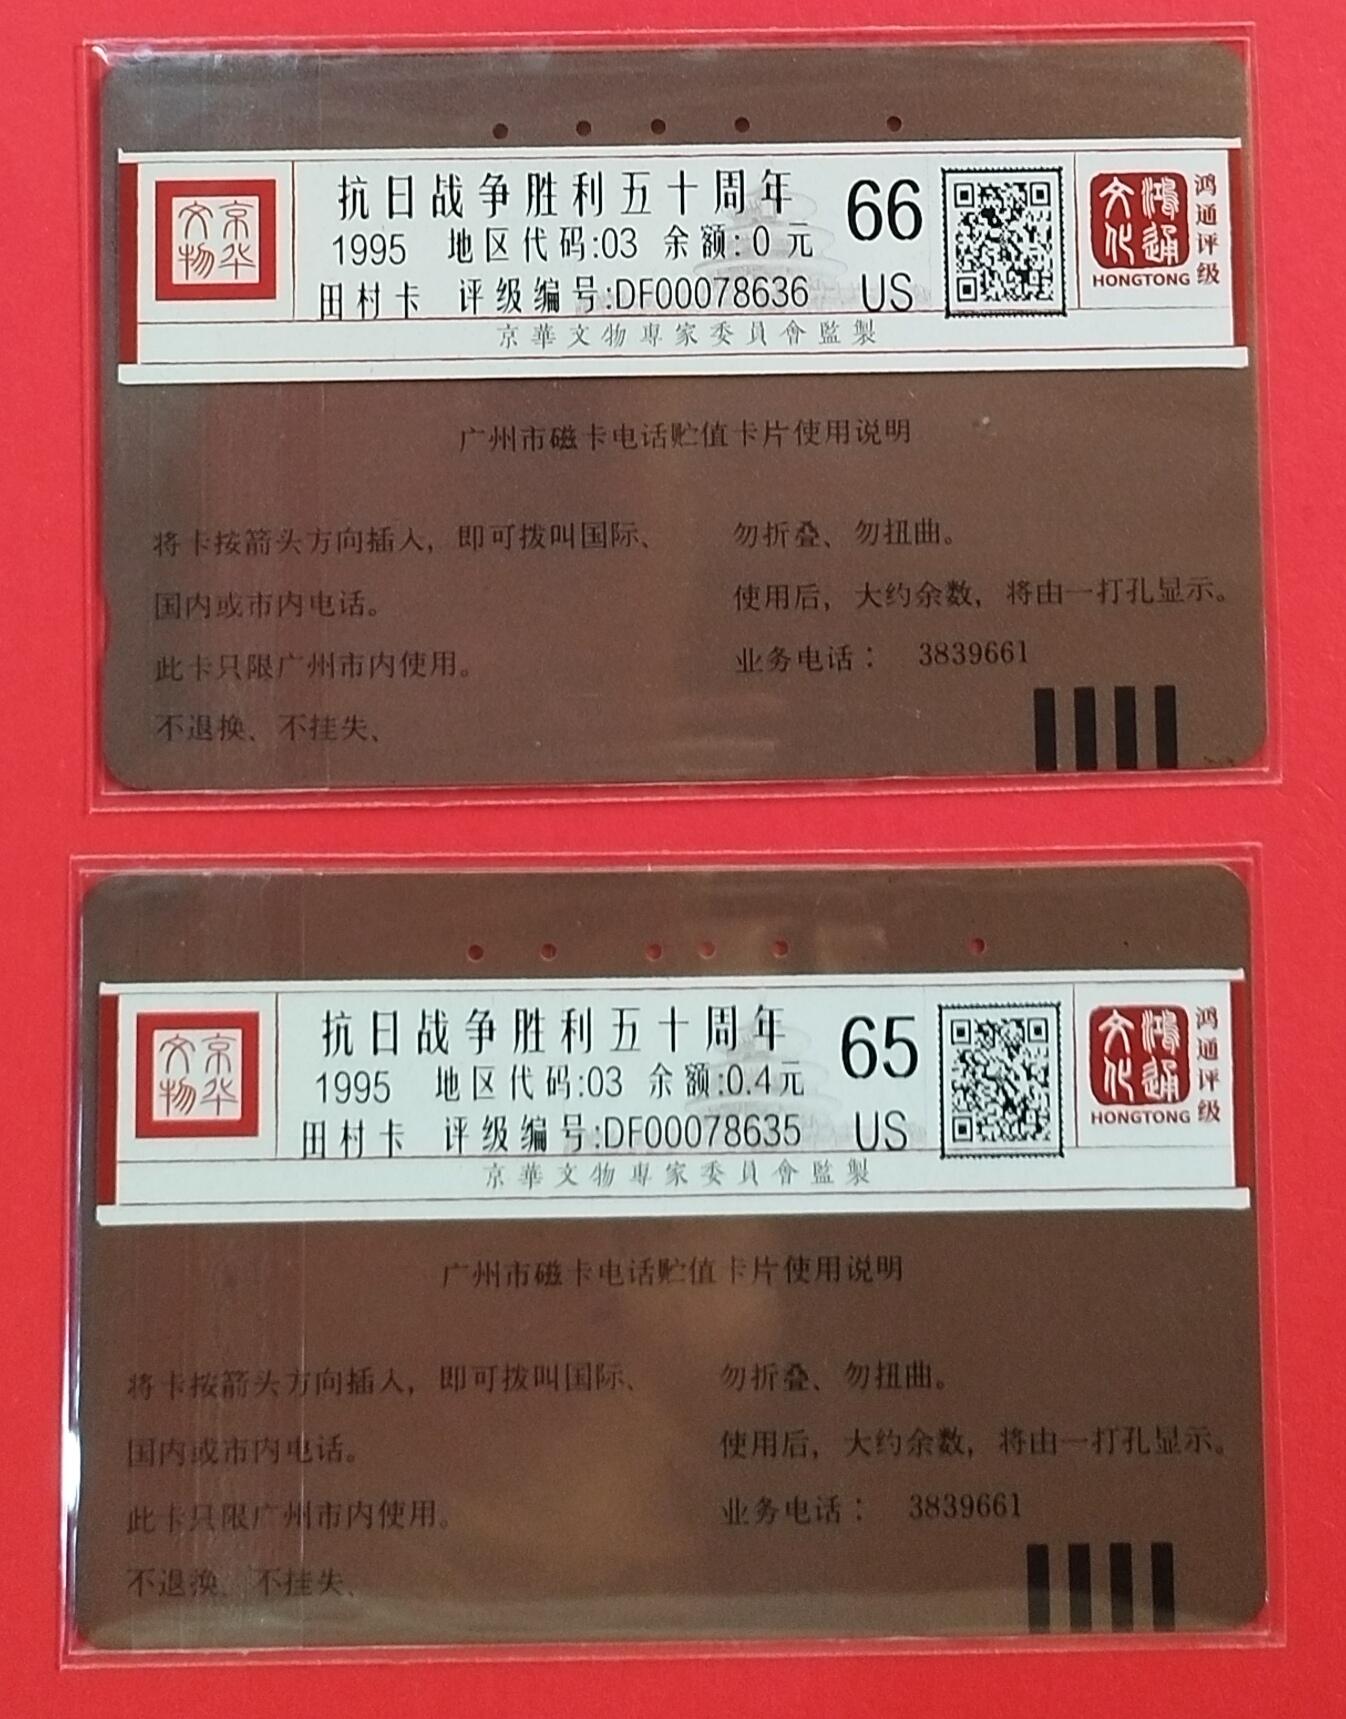 京华
文物
抗日战争胜利五十周年
1995 地区代码:03 余额:0元
田村卡 评级编号:DF00078636
66
US
鸿通
文化
HONGTONG
鸿通评级
京華文物專家委員會監製
广州市磁卡电话贮值卡片使用说明
将卡按箭头方向插入，即可拨叫国际、
国内或市内电话。
此卡只限广州市内使用。
不退换、不挂失、
勿折叠、勿扭曲。
使用后，大约余数，将由一打孔显示。
业务电话： 3839661
京华
文物
抗日战争胜利五十周年
1995 地区代码:03 余额:0.4元
田村卡 评级编号:DF00078635
65
US
鸿通
文化
HONGTONG
鸿通评级
京華文物專家委員會監製
广州市磁卡电话贮值卡片使用说明
将卡按箭头方向插入，即可拨叫国际、
国内或市内电话。
此卡只限广州市内使用。
不退换、不挂失、
勿折叠、勿扭曲。
使用后，大约余数，将由一打孔显示。
业务电话： 3839661